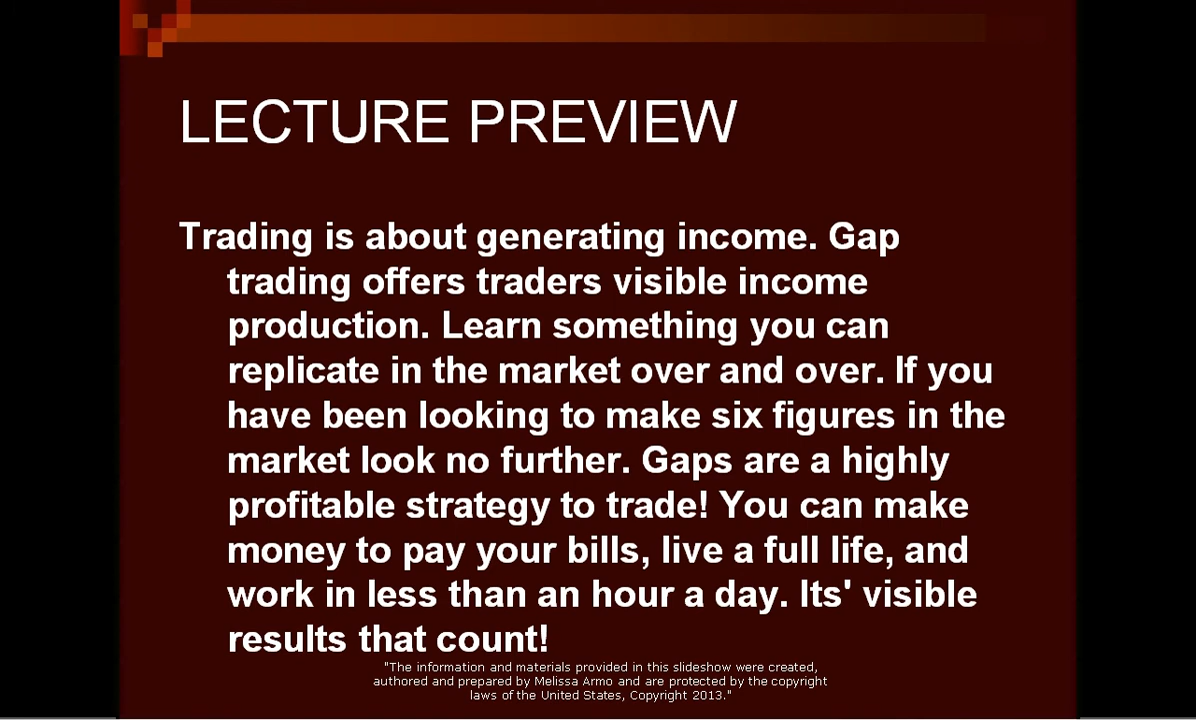 LECTURE PREVIEW
Trading is about generating income. Gap
trading offers traders visible income
production. Learn something you can
replicate in the market over and over. If you
have been looking to make six figures in the
market look no further. Gaps are a highly
profitable strategy to trade! You can make
money to pay your bills, live a full life, and
work in less than an hour a day. Its' visible
results that count!
"The information and materials provided in this slideshow were created,
authored and prepared by Melissa Armo and are protected by the copyright
laws of the United States, Copyright 2013."